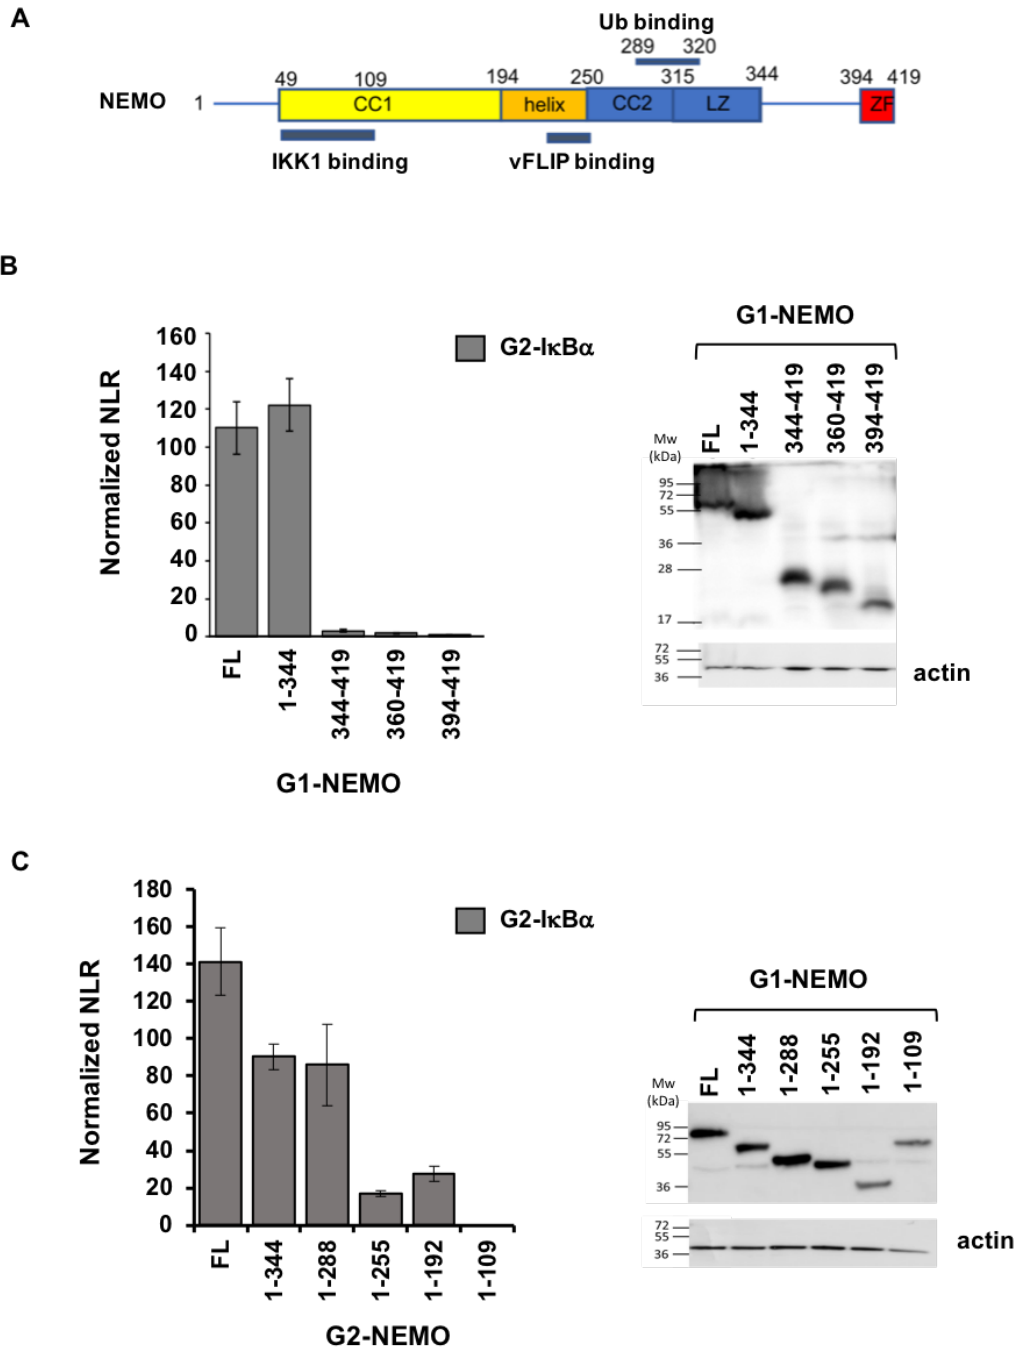 A
Ub binding
289 320
49 109 194 250 315 344 394 419
NEMO 1 CC1 helix CC2 LZ ZF
IKK1 binding vFLIP binding
B
160
140
120
100
80
60
40
20
0
Normalized NLR
G2-IκBα
FL
1-344
344-419
360-419
394-419
G1-NEMO
G1-NEMO
FL
1-344
344-419
360-419
394-419
Mw
(kDa)
95
72
55
36
28
17
72
55
36
actin
C
180
160
140
120
100
80
60
40
20
0
Normalized NLR
G2-IκBα
FL
1-344
1-288
1-255
1-192
1-109
G2-NEMO
G1-NEMO
FL
1-344
1-288
1-255
1-192
1-109
Mw
(kDa)
95
72
55
36
72
55
36
actin